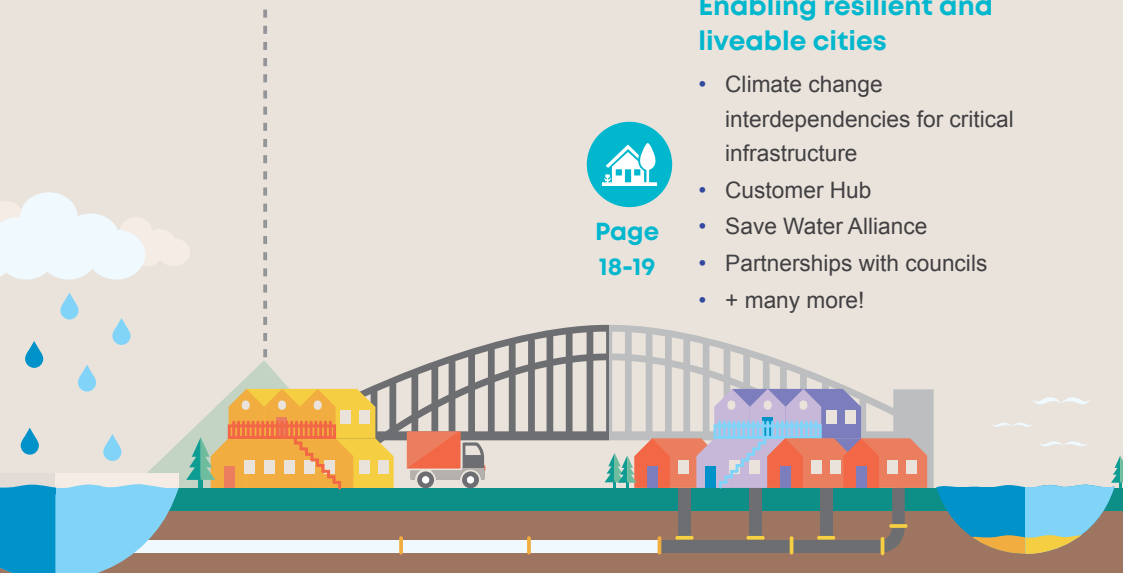 Enabling resilient and
liveable cities
• Climate change
interdependencies for critical
infrastructure
• Customer Hub
• Save Water Alliance
• Partnerships with councils
• + many more!
Page
18-19